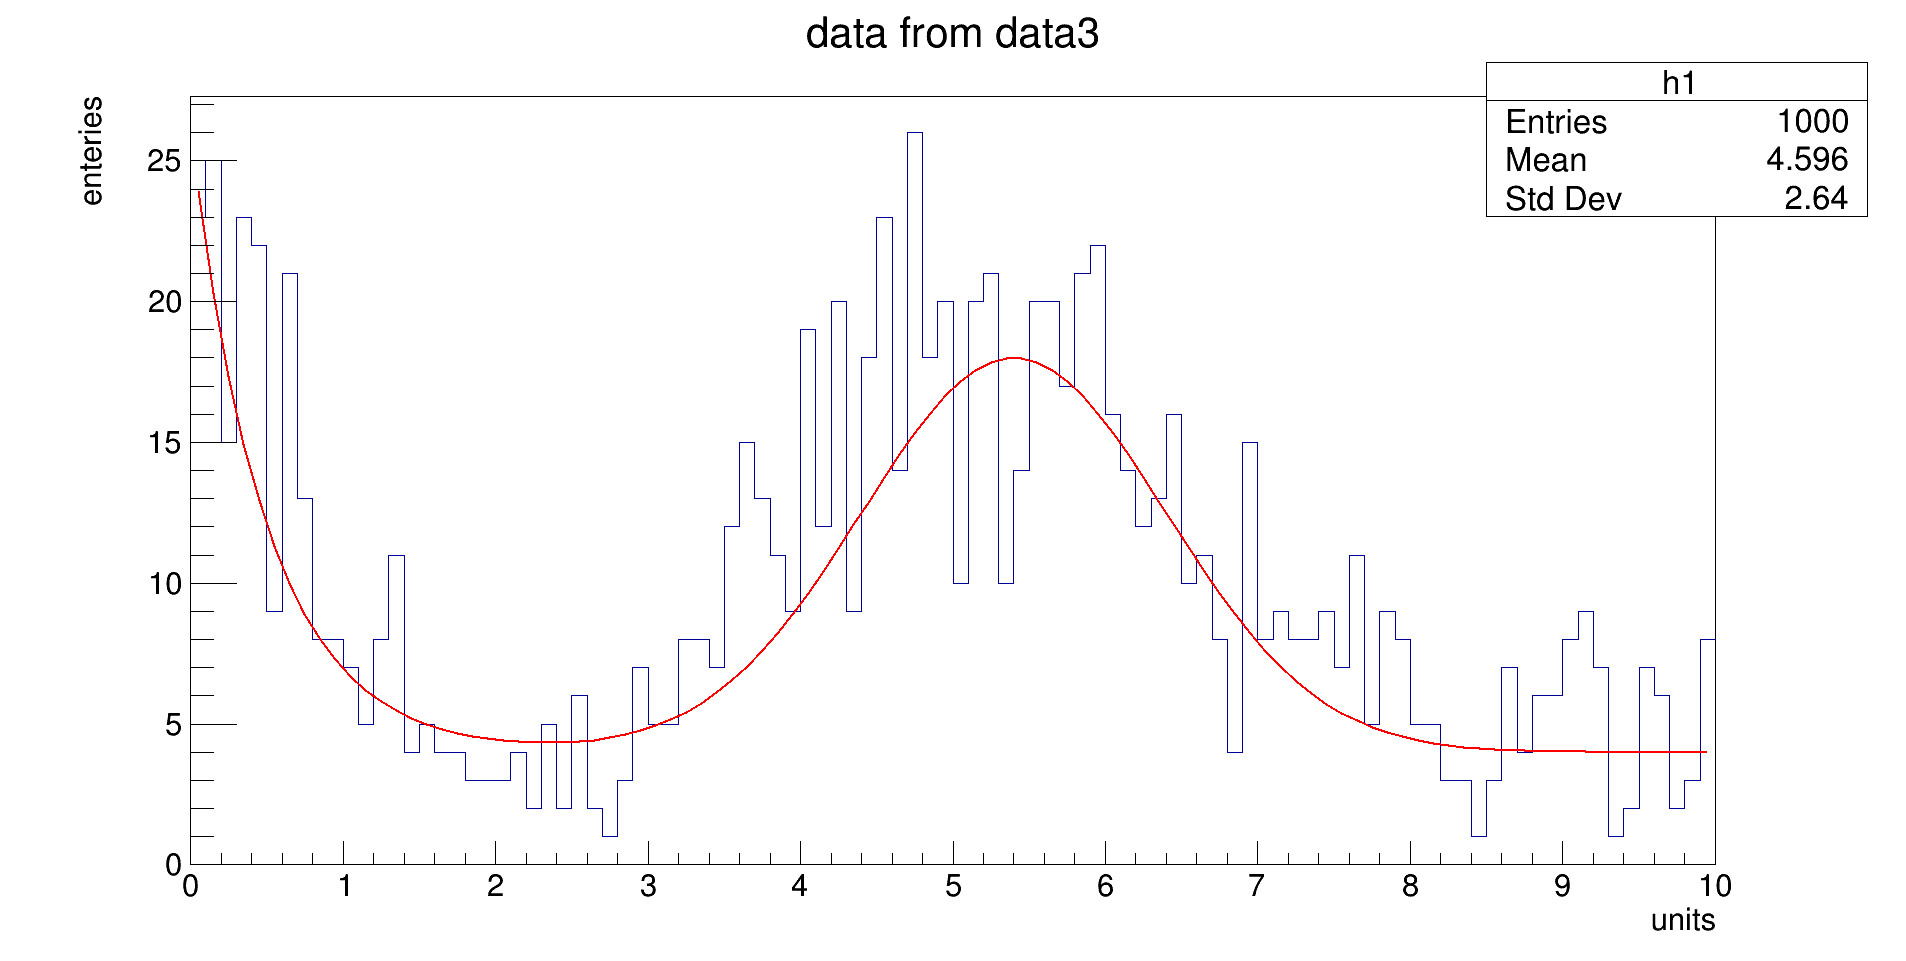 data from data3
h1
Entries 1000
Mean 4.596
Std Dev 2.64
enteries
25
20
15
10
5
0
0 1 2 3 4 5 6 7 8 9 10
units